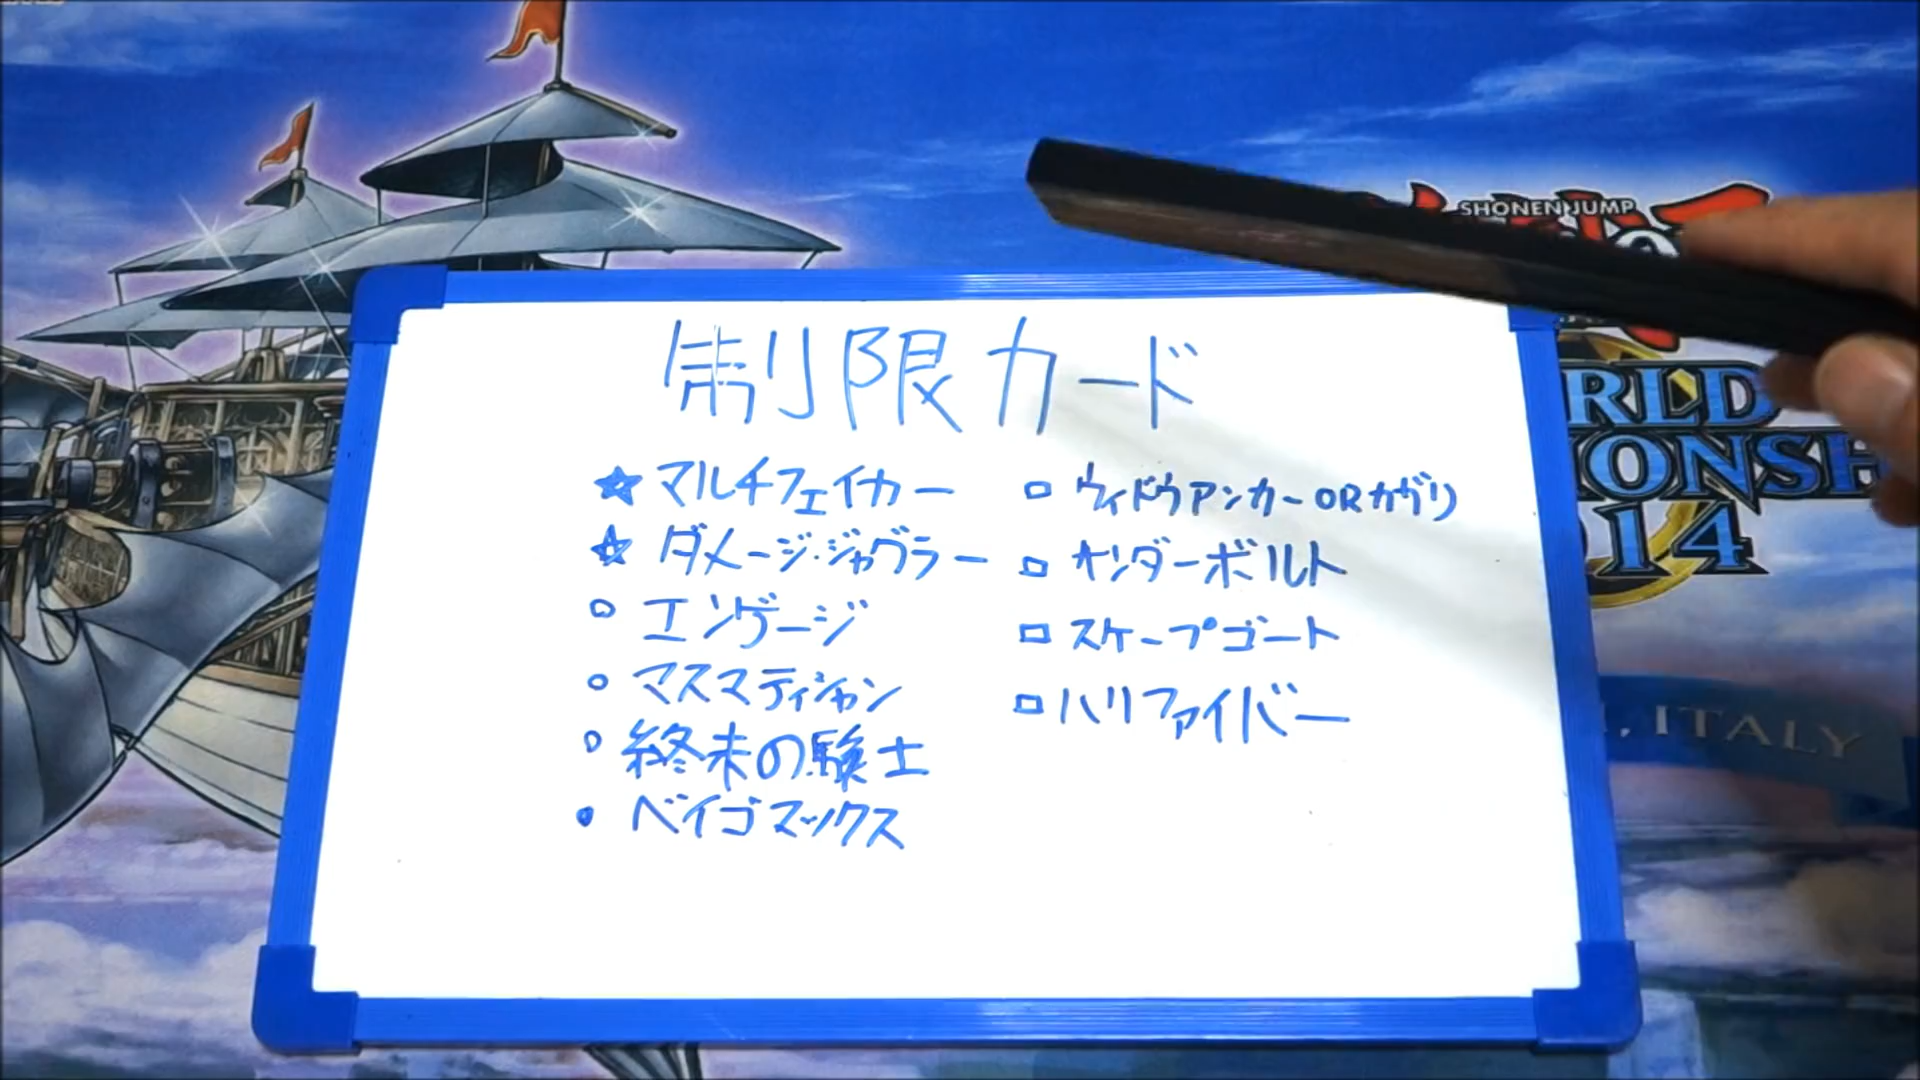 SHONEN JUMP
制限カード
★ マルチフェイカー
☆ ダメージ・ジャグラー
○ エンゲージ
○ マスマティシャン
○ 終末の騎士
• ベイゴマックス
□ ウィドウアンカー OR カガリ
□ サンダーボルト
□ スケープゴート
□ ハリファイバー
RLD
IONSH
2014
, ITALY